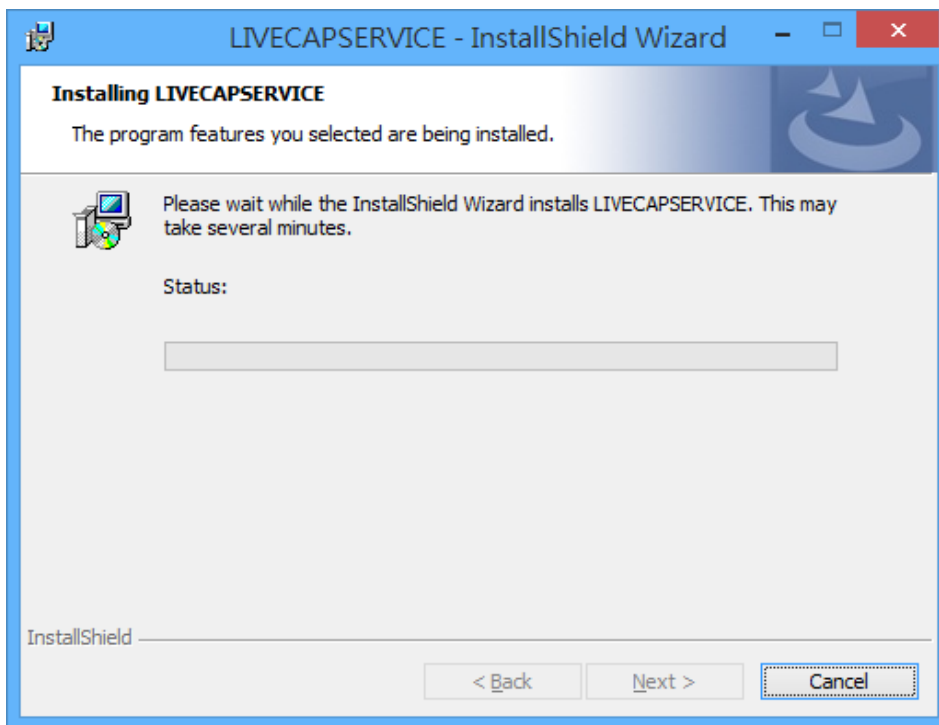 LIVECAPSERVICE - InstallShield Wizard
Installing LIVECAPSERVICE
The program features you selected are being installed.
Please wait while the InstallShield Wizard installs LIVECAPSERVICE. This may
take several minutes.
Status:
InstallShield
< Back
Next >
Cancel